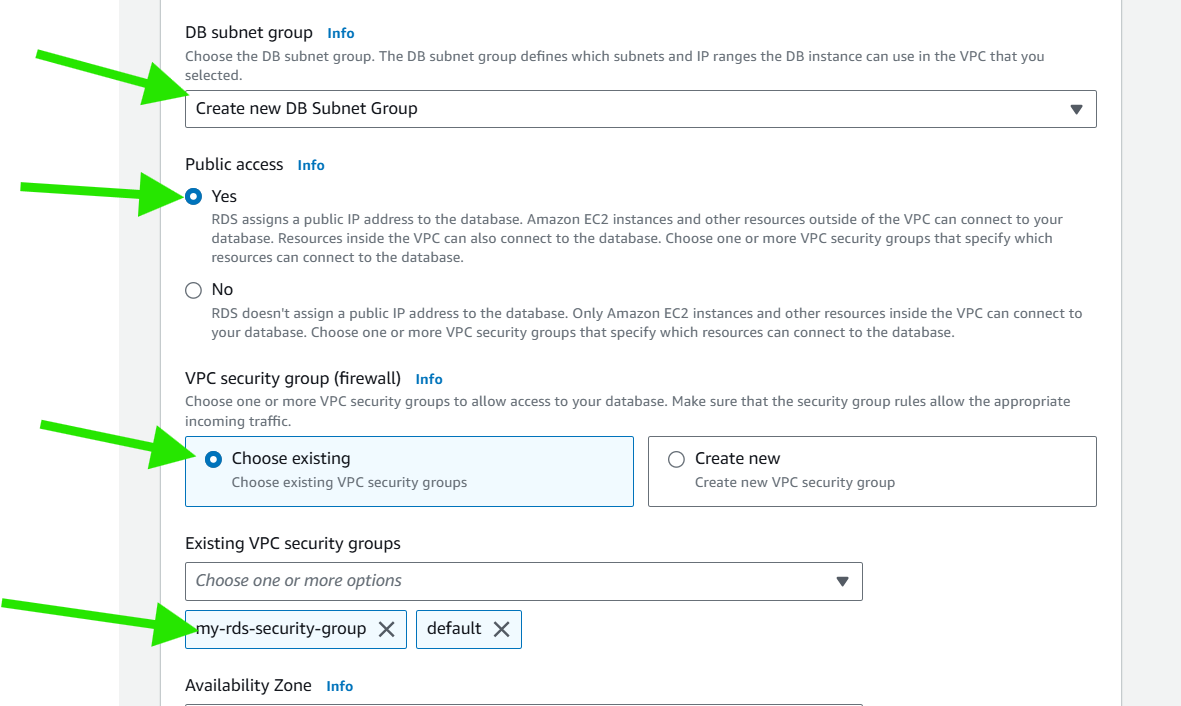 DB subnet group Info
Choose the DB subnet group. The DB subnet group defines which subnets and IP ranges the DB instance can use in the VPC that you
selected.
Create new DB Subnet Group
Public access Info
Yes
RDS assigns a public IP address to the database. Amazon EC2 instances and other resources outside of the VPC can connect to your
database. Resources inside the VPC can also connect to the database. Choose one or more VPC security groups that specify which
resources can connect to the database.
No
RDS doesn't assign a public IP address to the database. Only Amazon EC2 instances and other resources inside the VPC can connect to
your database. Choose one or more VPC security groups that specify which resources can connect to the database.
VPC security group (firewall) Info
Choose one or more VPC security groups to allow access to your database. Make sure that the security group rules allow the appropriate
incoming traffic.
Choose existing
Choose existing VPC security groups
Create new
Create new VPC security group
Existing VPC security groups
Choose one or more options
my-rds-security-group
default
Availability Zone Info